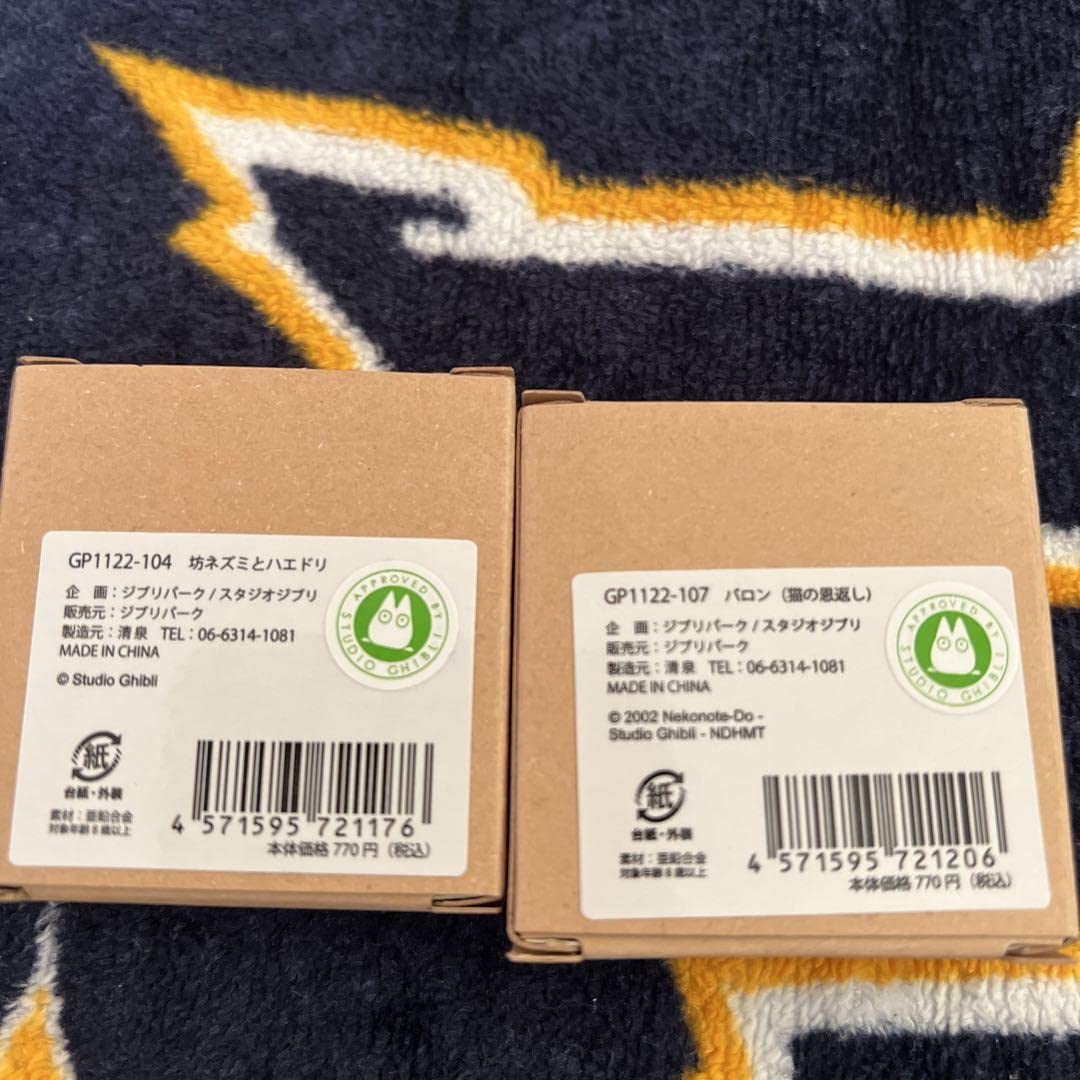 GP1122-104 坊ネズミとハエドリ
企 画：ジブリパーク / スタジオジブリ
販売元：ジブリパーク
製造元：清泉 TEL：06-6314-1081
MADE IN CHINA
© Studio Ghibli
APPROVED BY
STUDIO GHIBLI
紙
台紙・外装
素材：亜鉛合金
対象年齢8歳以上
4 571595 721176
本体価格 770円（税込）
GP1122-107 バロン（猫の恩返し）
企 画：ジブリパーク / スタジオジブリ
販売元：ジブリパーク
製造元：清泉 TEL：06-6314-1081
MADE IN CHINA
© 2002 Nekonote-Do -
Studio Ghibli - NDHMT
APPROVED BY
STUDIO GHIBLI
紙
台紙・外装
素材：亜鉛合金
対象年齢8歳以上
4 571595 721206
本体価格 770円（税込）